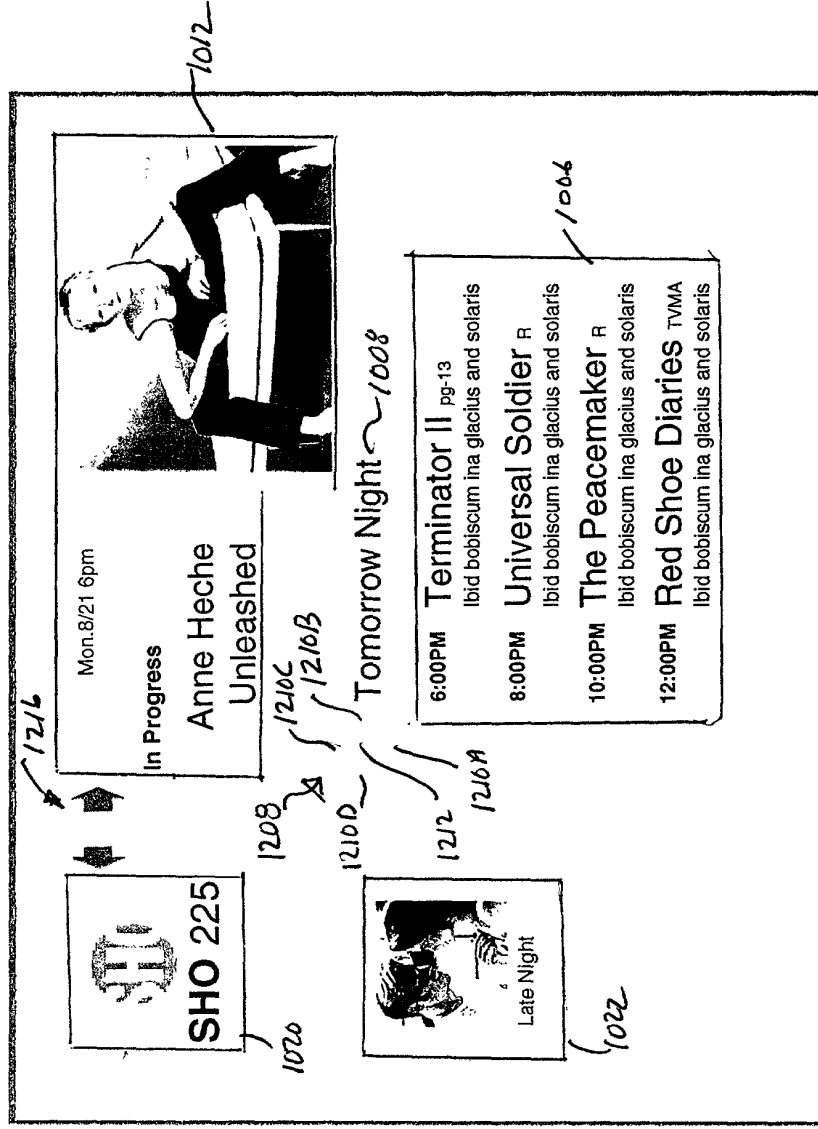 1216
1012
Mon.8/21 6pm
In Progress
Anne Heche
Unleashed
SHO 225
1020
1208
1210C
1210B
1210D
1212
1210A
Tomorrow Night
1008
1006
6:00PM Terminator II pg-13
Ibid bobiscum ina glacius and solaris
8:00PM Universal Soldier R
Ibid bobiscum ina glacius and solaris
10:00PM The Peacemaker R
Ibid bobiscum ina glacius and solaris
12:00PM Red Shoe Diaries TVMA
Ibid bobiscum ina glacius and solaris
Late Night
1022